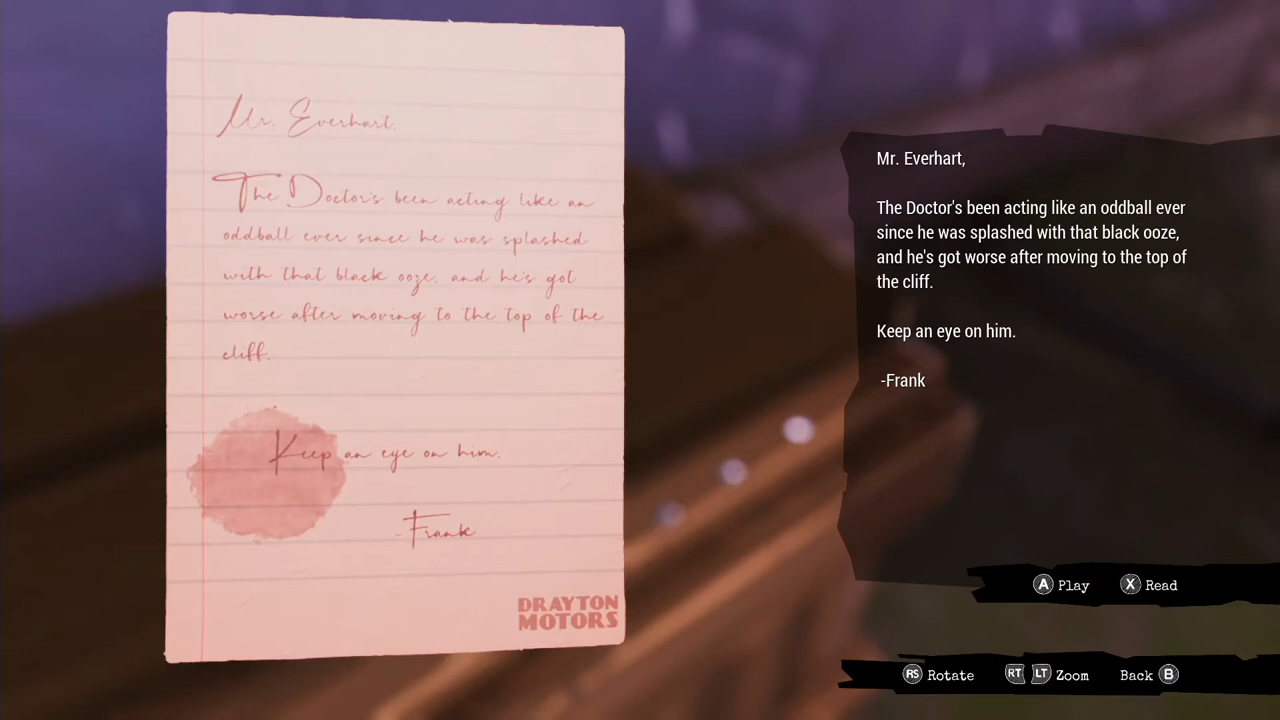 Mr. Everhart,
The Doctor's been acting like an
oddball ever since he was splashed
with that black ooze, and he's got
worse after moving to the top of the
cliff.
Keep an eye on him.
-Frank
DRAYTON
MOTORS
Mr. Everhart,
The Doctor's been acting like an oddball ever
since he was splashed with that black ooze,
and he's got worse after moving to the top of
the cliff.
Keep an eye on him.
-Frank
A Play X Read
RS Rotate RT LT Zoom Back B